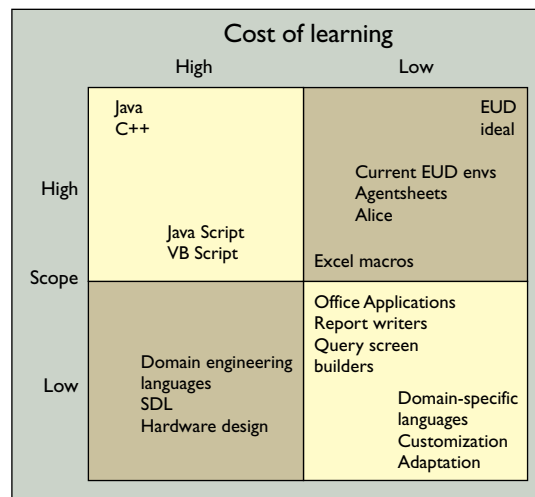 Cost of learning
High
Low
High
Scope
Low
Java
C++
Java Script
VB Script
EUD
ideal
Current EUD envs
Agentsheets
Alice
Excel macros
Domain engineering
languages
SDL
Hardware design
Office Applications
Report writers
Query screen
builders
Domain-specific
languages
Customization
Adaptation